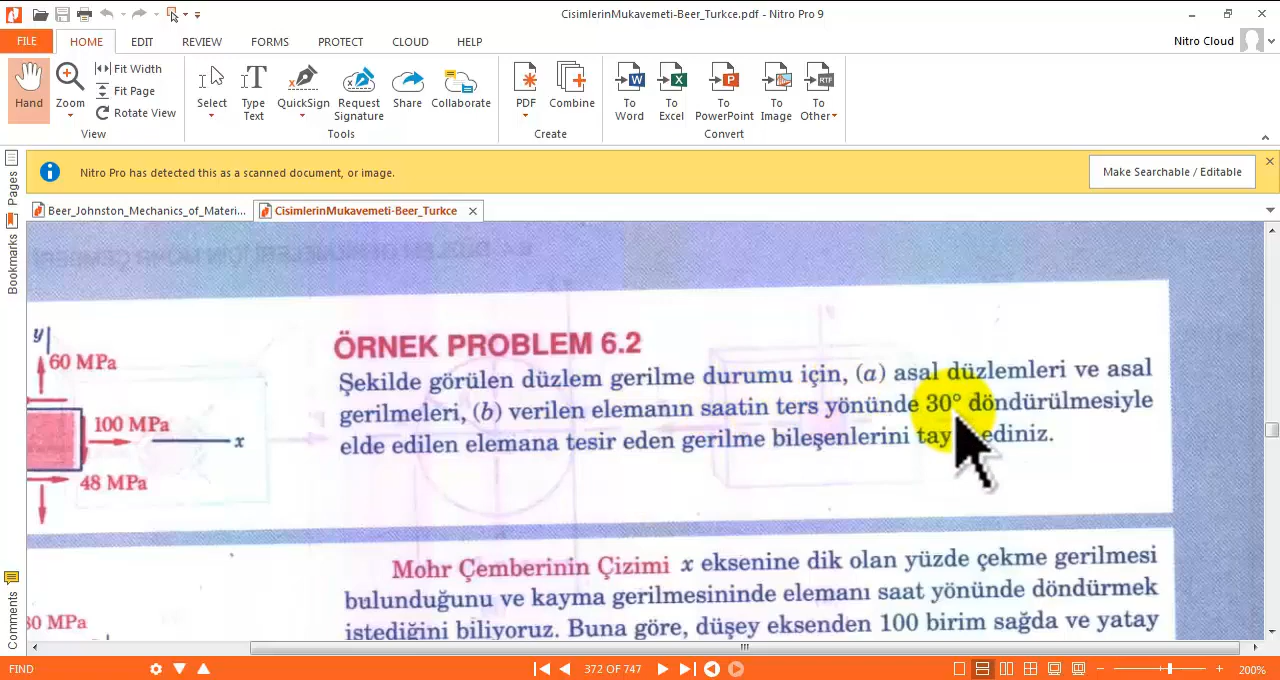 CisimlerinMukavemeti-Beer_Turkce.pdf - Nitro Pro 9
FILE
HOME
EDIT
REVIEW
FORMS
PROTECT
CLOUD
HELP
Nitro Cloud
Hand
Zoom
Fit Width
Fit Page
Rotate View
View
Select
Type Text
QuickSign
Request Signature
Share
Collaborate
Tools
PDF
Combine
Create
To Word
To Excel
To PowerPoint
To Image
To Other
Convert
Nitro Pro has detected this as a scanned document, or image.
Make Searchable / Editable
Pages
Bookmarks
Comments
Beer_Johnston_Mechanics_of_Materi...
CisimlerinMukavemeti-Beer_Turkce
y
60 MPa
100 MPa
x
48 MPa
ÖRNEK PROBLEM 6.2
Şekilde görülen düzlem gerilme durumu için, (a) asal düzlemleri ve asal
gerilmeleri, (b) verilen elemanın saatin ters yönünde 30° döndürülmesiyle
elde edilen elemana tesir eden gerilme bileşenlerini tay ediniz.
Mohr Çemberinin Çizimi x eksenine dik olan yüzde çekme gerilmesi
bulunduğunu ve kayma gerilmesininde elemanı saat yönünde döndürmek
istediğini biliyoruz. Buna göre, düşey eksenden 100 birim sağda ve yatay
MPa
FIND
372 OF 747
200%